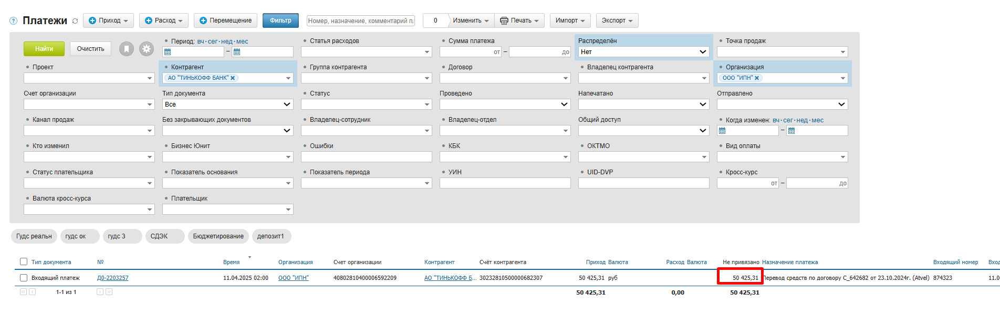 Платежи Приход Расход Перемещение Фильтр Номер, назначение, комментарий п 0 Изменить Печать Импорт Экспорт
Найти Очистить
Период: вч·сег·нед·мес
–
Статья расходов
Сумма платежа
от – до
Распределён
Нет
Точка продаж
Проект
Контрагент
АО "ТИНЬКОФФ БАНК" ×
Группа контрагента
Договор
Владелец контрагента
Организация
ООО "ИПН" ×
Счет организации
Тип документа
Все
Статус
Проведено
Напечатано
Отправлено
Канал продаж
Без закрывающих документов
Владелец-сотрудник
Владелец-отдел
Общий доступ
Когда изменен: вч·сег·нед·мес
–
Кто изменил
Бизнес Юнит
Ошибки
КБК
ОКТМО
Вид оплаты
Статус плательщика
Показатель основания
Показатель периода
УИН
UID-DVP
Кросс-курс
от – до
Валюта кросс-курса
Плательщик
Гудс реальн гудс ок гудс 3 СДЭК Бюджетирование депозит1
Тип документа № Время Организация Счет организации Контрагент Счёт контрагента Приход Валюта Расход Валюта Не привязано Назначение платежа Входящий номер Вход
Входящий платеж Д0-2203257 11.04.2025 02:00 ООО "ИПН" 40802810400006592209 АО "ТИНЬКОФФ Б... 30232810500000682307 50 425,31 руб 50 425,31 Перевод средств по договору С_642682 от 23.10.2024г. (Atvel) 874323 11.0
1-1 из 1 50 425,31 0,00 50 425,31